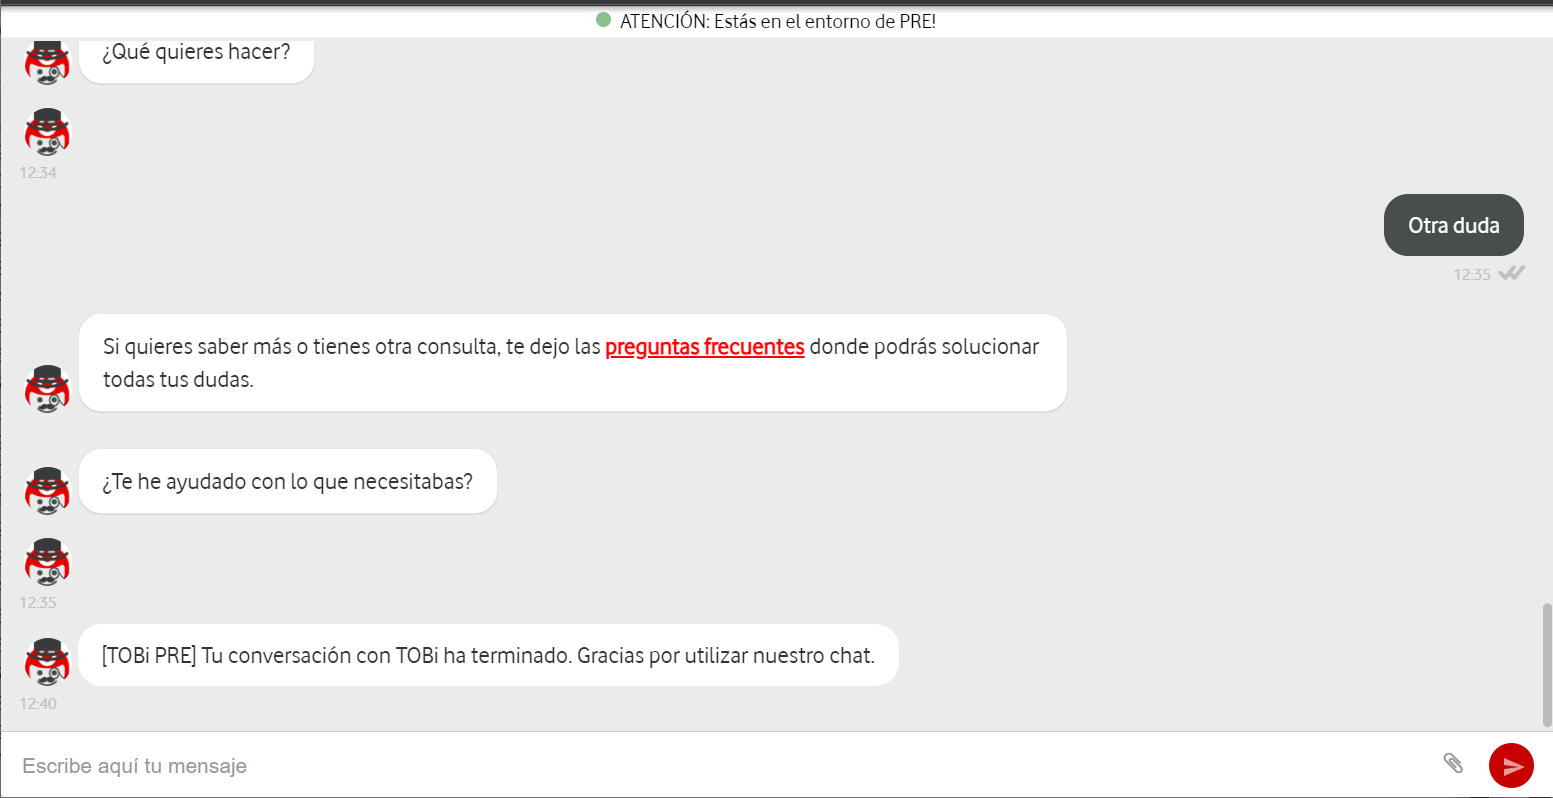 ATENCIÓN: Estás en el entorno de PRE!
¿Qué quieres hacer?
12:34
Otra duda
12:35
Si quieres saber más o tienes otra consulta, te dejo las preguntas frecuentes donde podrás solucionar
todas tus dudas.
¿Te he ayudado con lo que necesitabas?
12:35
[TOBi PRE] Tu conversación con TOBi ha terminado. Gracias por utilizar nuestro chat.
12:40
Escribe aquí tu mensaje